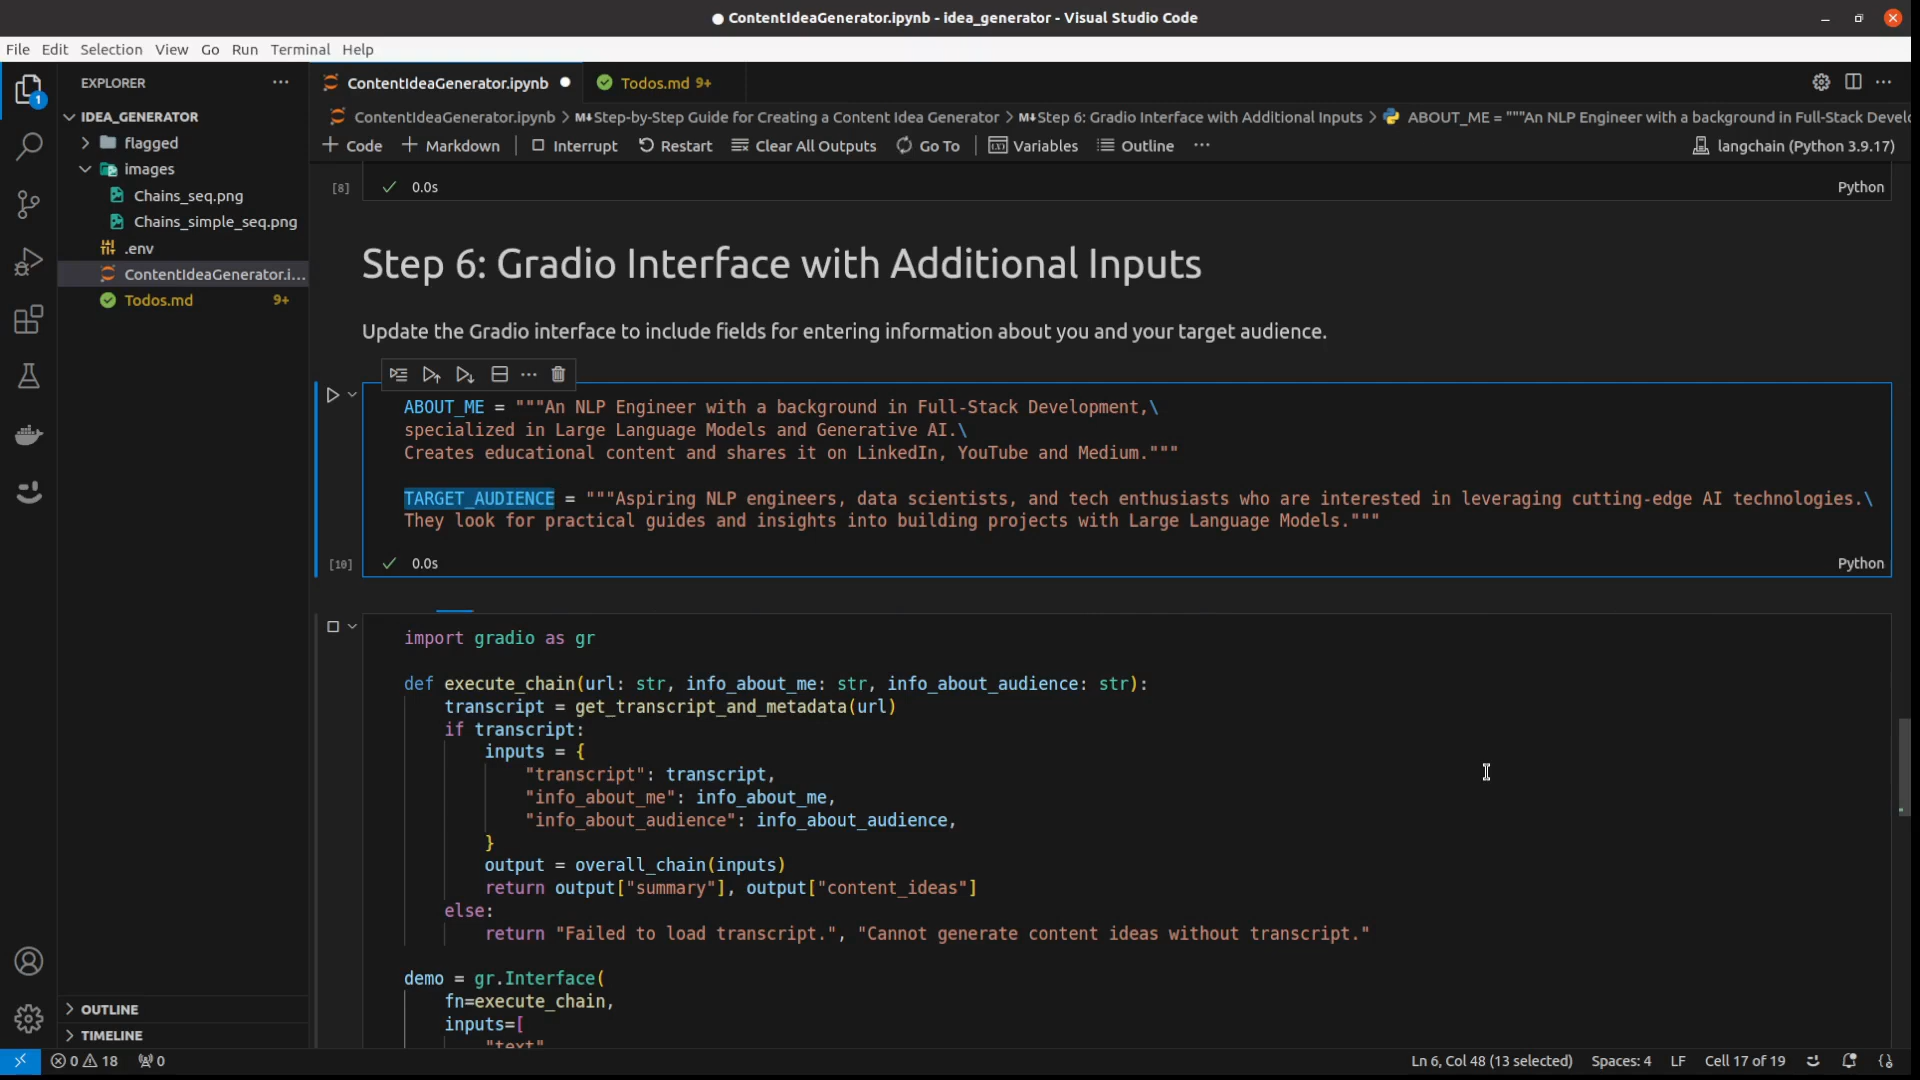 ContentIdeaGenerator.ipynb - idea_generator - Visual Studio Code
File Edit Selection View Go Run Terminal Help
EXPLORER
ContentIdeaGenerator.ipynb
Todos.md 9+
IDEA_GENERATOR
ContentIdeaGenerator.ipynb > M↓Step-by-Step Guide for Creating a Content Idea Generator > M↓Step 6: Gradio Interface with Additional Inputs > ABOUT_ME = """An NLP Engineer with a background in Full-Stack Develo
+ Code + Markdown Interrupt Restart Clear All Outputs Go To Variables Outline ··· langchain (Python 3.9.17)
1
flagged
images
Chains_seq.png
Chains_simple_seq.png
.env
ContentIdeaGenerator.i...
Todos.md 9+
OUTLINE
TIMELINE
[8] ✓ 0.0s Python
Step 6: Gradio Interface with Additional Inputs
Update the Gradio interface to include fields for entering information about you and your target audience.
ABOUT_ME = """An NLP Engineer with a background in Full-Stack Development,\
specialized in Large Language Models and Generative AI.\
Creates educational content and shares it on LinkedIn, YouTube and Medium."""
TARGET_AUDIENCE = """Aspiring NLP engineers, data scientists, and tech enthusiasts who are interested in leveraging cutting-edge AI technologies.\
They look for practical guides and insights into building projects with Large Language Models."""
[10] ✓ 0.0s Python
import gradio as gr
def execute_chain(url: str, info_about_me: str, info_about_audience: str):
transcript = get_transcript_and_metadata(url)
if transcript:
inputs = {
"transcript": transcript,
"info_about_me": info_about_me,
"info_about_audience": info_about_audience,
}
output = overall_chain(inputs)
return output["summary"], output["content_ideas"]
else:
return "Failed to load transcript.", "Cannot generate content ideas without transcript."
demo = gr.Interface(
fn=execute_chain,
inputs=[
"text"
0 18 0 Ln 6, Col 48 (13 selected) Spaces: 4 LF Cell 17 of 19